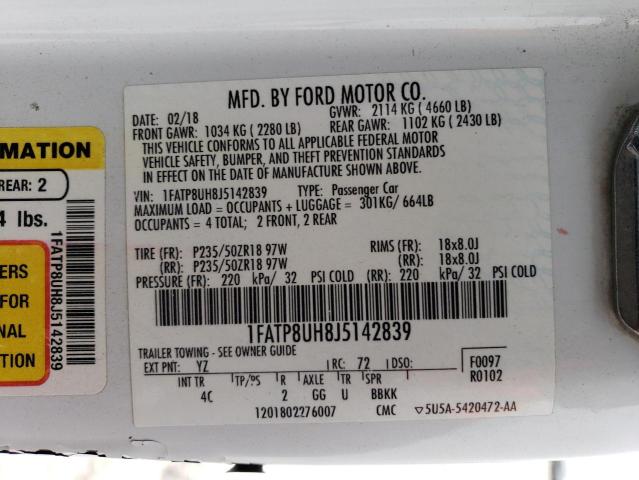 MFD. BY FORD MOTOR CO.
DATE: 02/18 GVWR: 2114 KG ( 4660 LB)
FRONT GAWR: 1034 KG ( 2280 LB) REAR GAWR: 1102 KG ( 2430 LB)
THIS VEHICLE CONFORMS TO ALL APPLICABLE FEDERAL MOTOR
VEHICLE SAFETY, BUMPER, AND THEFT PREVENTION STANDARDS
IN EFFECT ON THE DATE OF MANUFACTURE SHOWN ABOVE.
VIN: 1FATP8UH8J5142839 TYPE: Passenger Car
MAXIMUM LOAD = OCCUPANTS + LUGGAGE = 301KG/ 664LB
OCCUPANTS = 4 TOTAL; 2 FRONT, 2 REAR
TIRE (FR): P235/50ZR18 97W RIMS (FR): 18x8.0J
(RR): P235/50ZR18 97W (RR): 18x8.0J
PRESSURE (FR): 220 kPa/ 32 PSI COLD (RR): 220 kPa/ 32 PSI COLD
1FATP8UH8J5142839
TRAILER TOWING - SEE OWNER GUIDE
EXT PNT: YZ RC: 72 DSO: F0097
R0102
INT TR TP/PS R AXLE TR SPR
4C 2 GG U BBKK
1201802276007 CMC ▽5U5A-5420472-AA
RMATION
REAR: 2
4 lbs.
ERS
FOR
ONAL
TION
1FATP8UH8J5142839